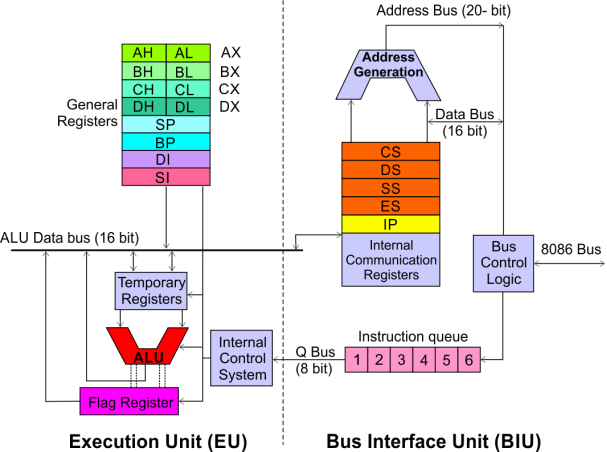 Address Bus (20- bit)
AH AL AX
BH BL BX
CH CL CX
DH DL DX
General
Registers
SP
BP
DI
SI
Address
Generation
Data Bus
(16 bit)
CS
DS
SS
ES
IP
Internal
Communication
Registers
ALU Data bus (16 bit)
Bus
Control
Logic
8086 Bus
Temporary
Registers
ALU
Internal
Control
System
Q Bus
(8 bit)
Instruction queue
1 2 3 4 5 6
Flag Register
Execution Unit (EU)
Bus Interface Unit (BIU)